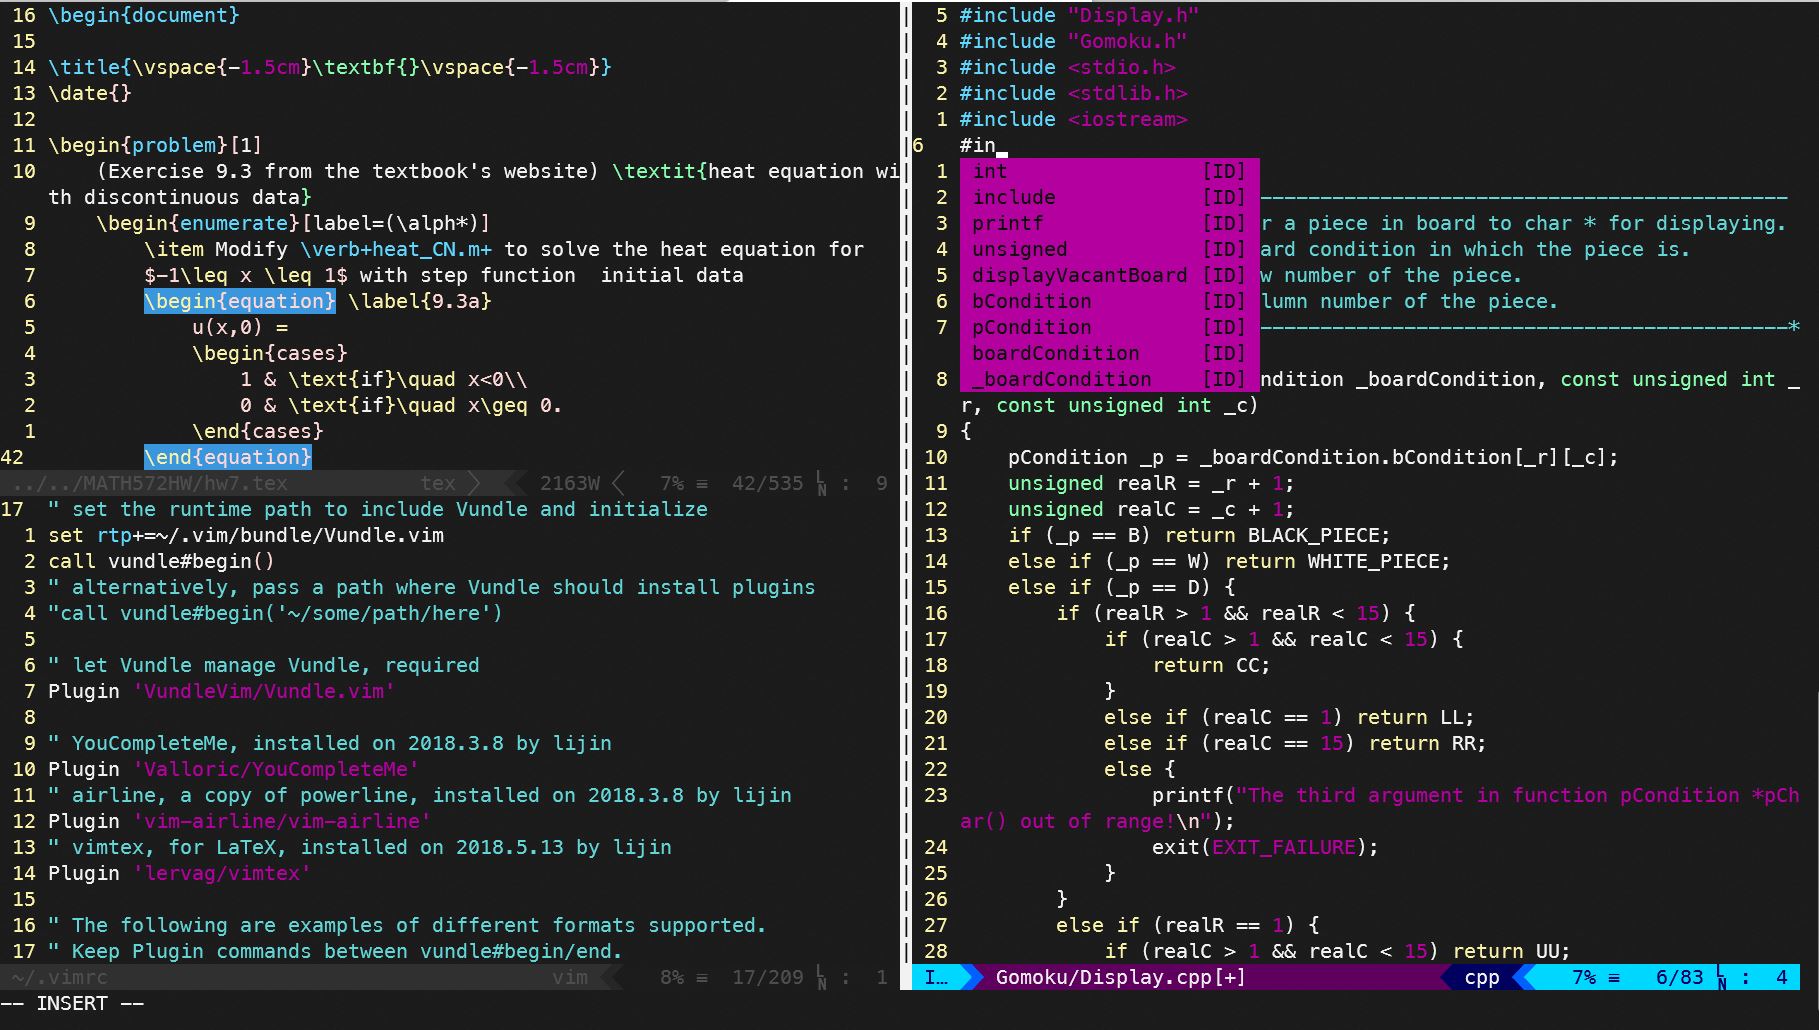 16 \begin{document}
15
14 \title{\vspace{-1.5cm}\textbf{}\vspace{-1.5cm}}
13 \date{}
12
11 \begin{problem}[1]
10     (Exercise 9.3 from the textbook's website) \textit{heat equation wi
th discontinuous data}
9     \begin{enumerate}[label=(\alph*)]
8         \item Modify \verb+heat_CN.m+ to solve the heat equation for
7         $-1\leq x \leq 1$ with step function  initial data
6         \begin{equation} \label{9.3a}
5             u(x,0) =
4             \begin{cases}
3                 1 & \text{if}\quad x<0\\
2                 0 & \text{if}\quad x\geq 0.
1             \end{cases}
42         \end{equation}
../../MATH572HW/hw7.tex tex 2163W 7% ≡ 42/535 LN : 9
17 " set the runtime path to include Vundle and initialize
1 set rtp+=~/.vim/bundle/Vundle.vim
2 call vundle#begin()
3 " alternatively, pass a path where Vundle should install plugins
4 "call vundle#begin('~/some/path/here')
5
6 " let Vundle manage Vundle, required
7 Plugin 'VundleVim/Vundle.vim'
8
9 " YouCompleteMe, installed on 2018.3.8 by lijin
10 Plugin 'Valloric/YouCompleteMe'
11 " airline, a copy of powerline, installed on 2018.3.8 by lijin
12 Plugin 'vim-airline/vim-airline'
13 " vimtex, for LaTeX, installed on 2018.5.13 by lijin
14 Plugin 'lervag/vimtex'
15
16 " The following are examples of different formats supported.
17 " Keep Plugin commands between vundle#begin/end.
~/.vimrc vim 8% ≡ 17/209 LN : 1
-- INSERT --
5 #include "Display.h"
4 #include "Gomoku.h"
3 #include <stdio.h>
2 #include <stdlib.h>
1 #include <iostream>
6 #in_
1 int [ID]
2 include [ID] --------------------------------------------
3 printf [ID] r a piece in board to char * for displaying.
4 unsigned [ID] ard condition in which the piece is.
5 displayVacantBoard [ID] w number of the piece.
6 bCondition [ID] lumn number of the piece.
7 pCondition [ID] --------------------------------------------*
boardCondition [ID]
8 _boardCondition [ID] ndition _boardCondition, const unsigned int _
r, const unsigned int _c)
9 {
10     pCondition _p = _boardCondition.bCondition[_r][_c];
11     unsigned realR = _r + 1;
12     unsigned realC = _c + 1;
13     if (_p == B) return BLACK_PIECE;
14     else if (_p == W) return WHITE_PIECE;
15     else if (_p == D) {
16         if (realR > 1 && realR < 15) {
17             if (realC > 1 && realC < 15) {
18                 return CC;
19             }
20             else if (realC == 1) return LL;
21             else if (realC == 15) return RR;
22             else {
23                 printf("The third argument in function pCondition *pCh
ar() out of range!\n");
24                 exit(EXIT_FAILURE);
25             }
26         }
27         else if (realR == 1) {
28             if (realC > 1 && realC < 15) return UU;
I… Gomoku/Display.cpp[+] cpp 7% ≡ 6/83 LN : 4